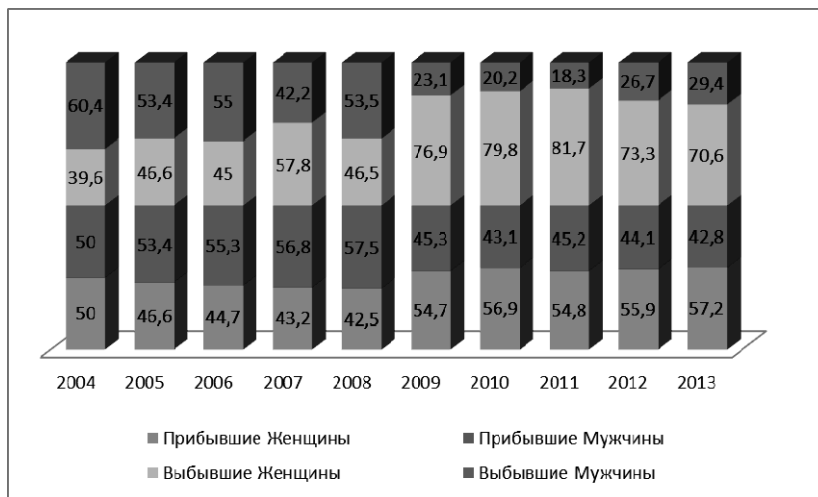 60,4 53,4 55 42,2 53,5 23,1 20,2 18,3 26,7 29,4
39,6 46,6 45 57,8 46,5 76,9 79,8 81,7 73,3 70,6
50 53,4 55,3 56,8 57,5 45,3 43,1 45,2 44,1 42,8
50 46,6 44,7 43,2 42,5 54,7 56,9 54,8 55,9 57,2
2004 2005 2006 2007 2008 2009 2010 2011 2012 2013
Прибывшие Женщины Прибывшие Мужчины
Выбывшие Женщины Выбывшие Мужчины